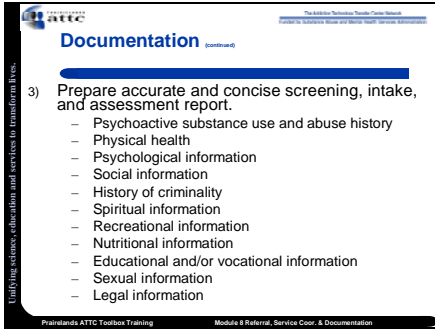 attc
The Addiction Technology Transfer Center Network
Funded by Substance Abuse and Mental Health Services Administration
Documentation (continued)
Unifying science, education and services to transform lives.
3) Prepare accurate and concise screening, intake,
and assessment report.
– Psychoactive substance use and abuse history
– Physical health
– Psychological information
– Social information
– History of criminality
– Spiritual information
– Recreational information
– Nutritional information
– Educational and/or vocational information
– Sexual information
– Legal information
Prairielands ATTC Toolbox Training Module 8 Referral, Service Coor. & Documentation